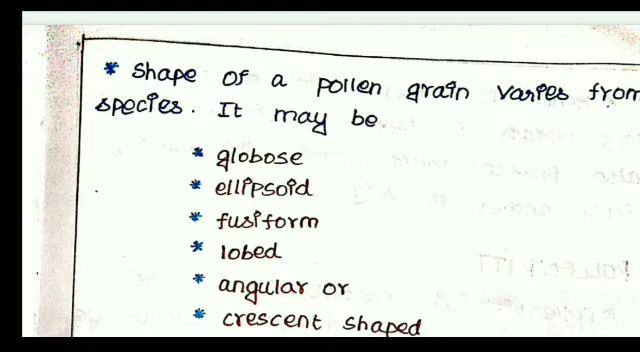 * shape of a pollen grain varies from
species. It may be
* globose
* ellipsoid
* fusiform
* lobed
* angular or
* crescent shaped